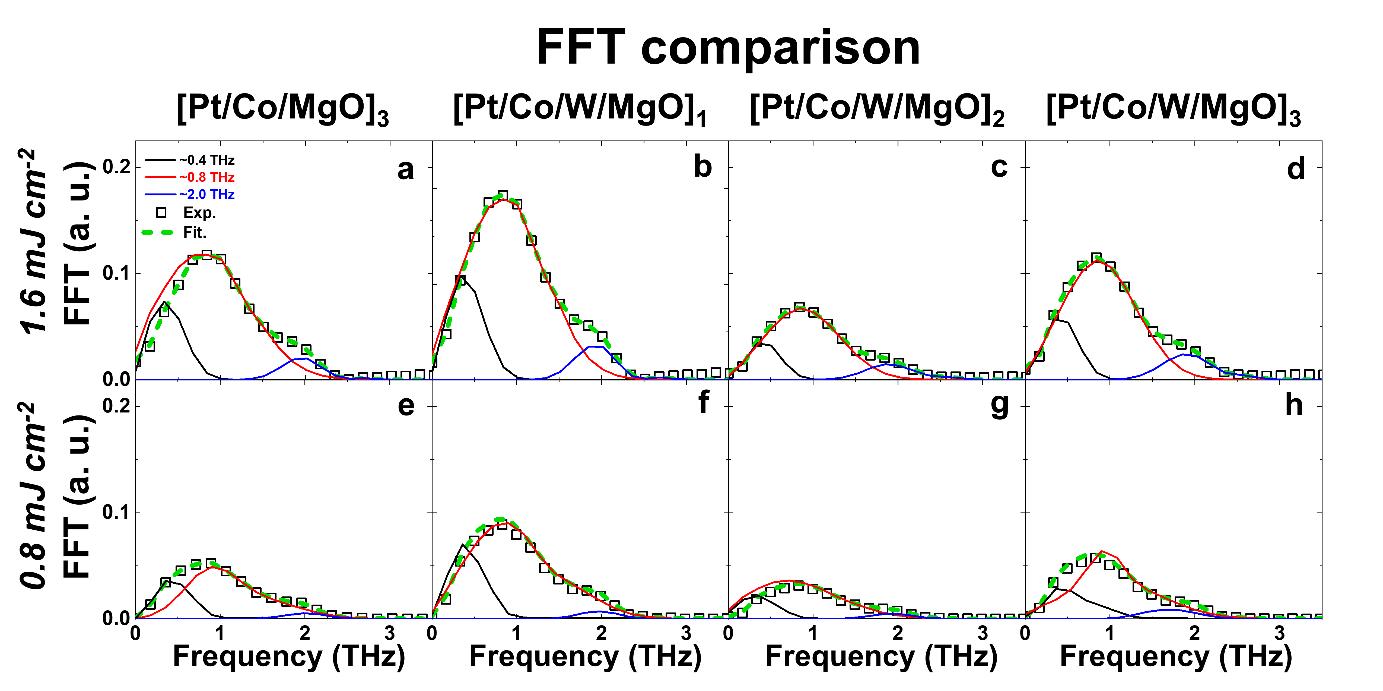 FFT comparison
[Pt/Co/MgO]3 [Pt/Co/W/MgO]1 [Pt/Co/W/MgO]2 [Pt/Co/W/MgO]3
1.6 mJ cm-2
FFT (a. u.)
0.2
0.1
0.0
~0.4 THz
~0.8 THz
~2.0 THz
Exp.
Fit.
a b c d
0.8 mJ cm-2
FFT (a. u.)
0.2
0.1
0.0
e f g h
0 1 2 3 0 1 2 3 0 1 2 3 0 1 2 3
Frequency (THz) Frequency (THz) Frequency (THz) Frequency (THz)